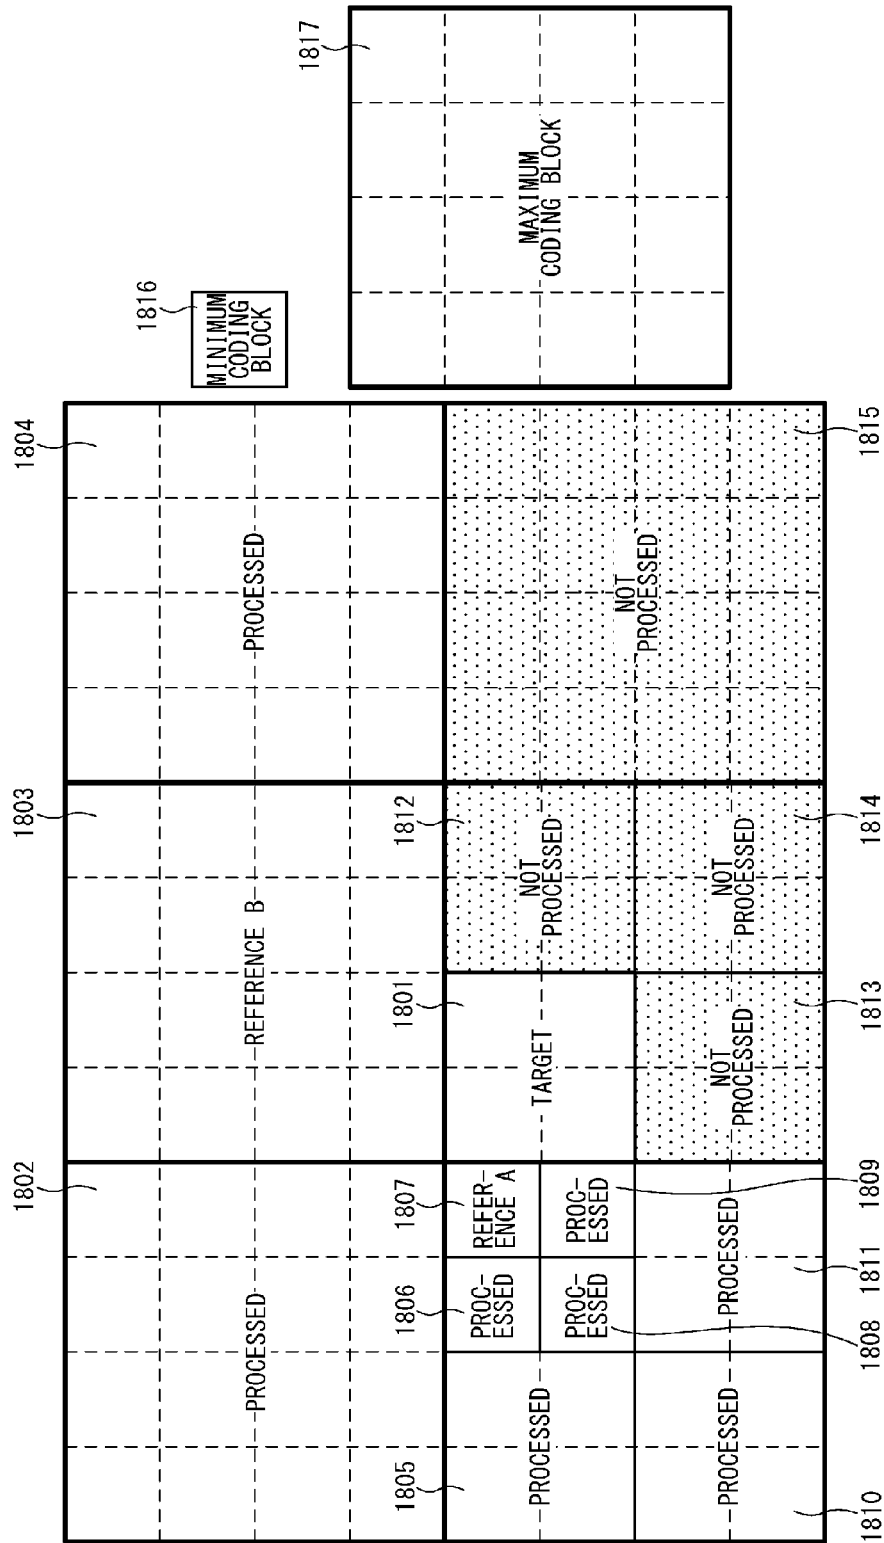 1802
1803
1804
PROCESSED
REFERENCE B
PROCESSED
1816
MINIMUM
CODING
BLOCK
1817
MAXIMUM
CODING BLOCK
1805
1806
1807
1801
1812
PROCESSED
PROC-
ESSED
REFER-
ENCE A
PROC-
ESSED
PROC-
ESSED
TARGET
NOT
PROCESSED
NOT
PROCESSED
PROCESSED
PROCESSED
NOT
PROCESSED
NOT
PROCESSED
1810
1808
1811
1809
1813
1814
1815